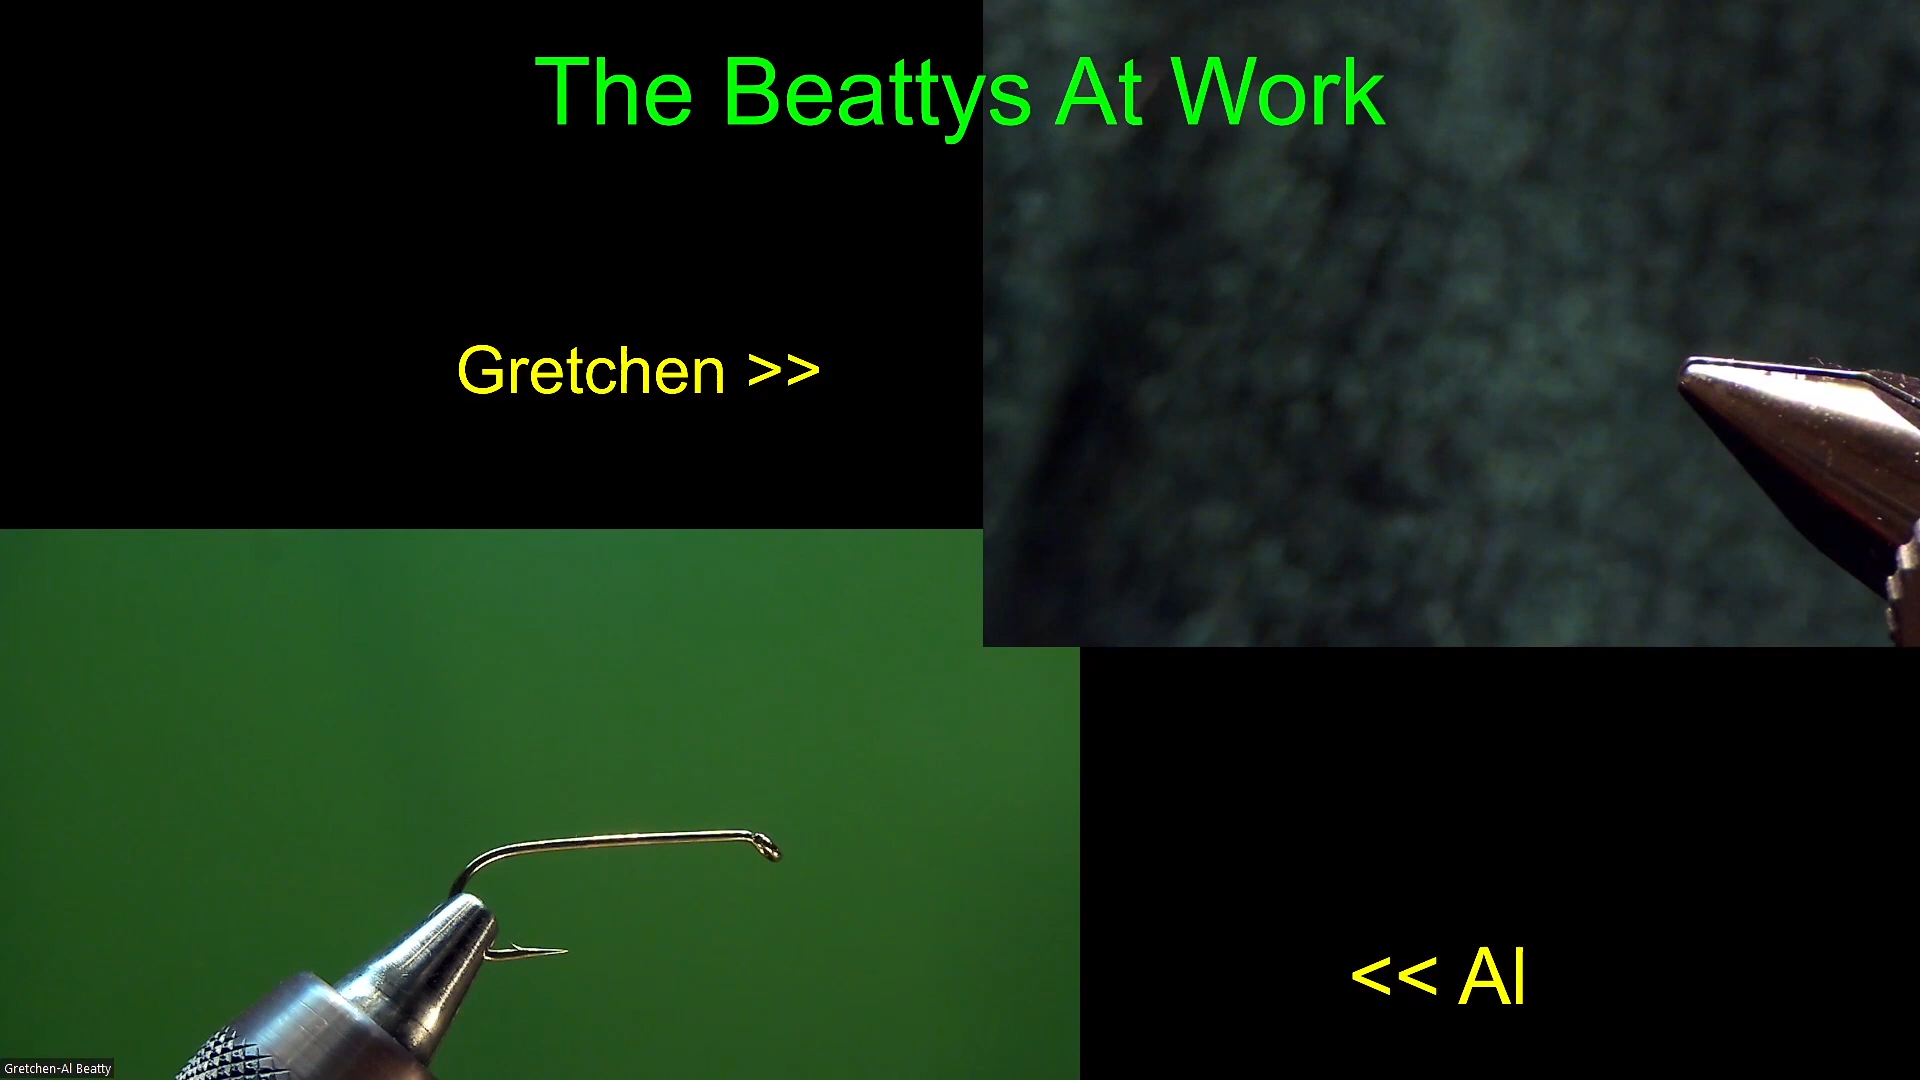 The Beattys At Work
Gretchen >>
<< Al
Gretchen-Al Beatty